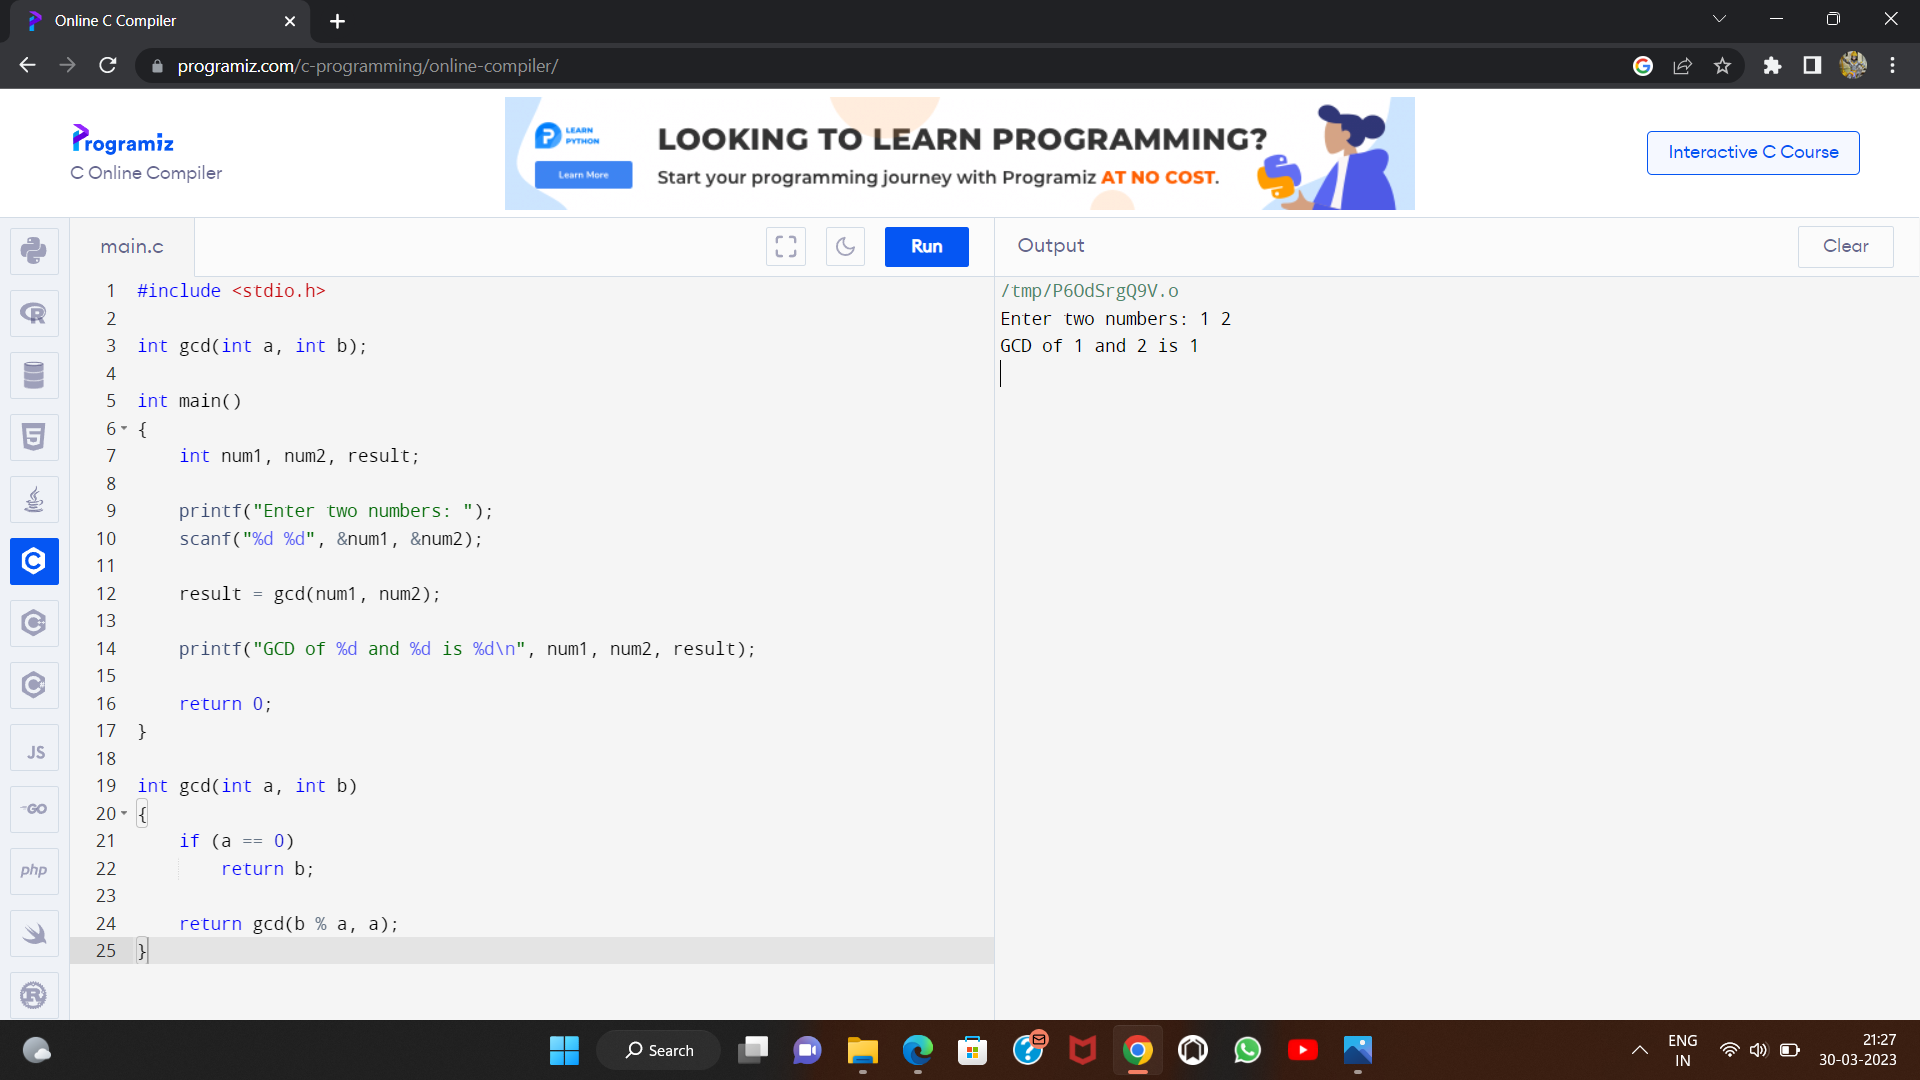 Online C Compiler
programiz.com/c-programming/online-compiler/
Programiz
C Online Compiler
LEARN
PYTHON
Learn More
LOOKING TO LEARN PROGRAMMING?
Start your programming journey with Programiz AT NO COST.
Interactive C Course
main.c
Run
Output
Clear
1 #include <stdio.h>
2
3 int gcd(int a, int b);
4
5 int main()
6 {
7 int num1, num2, result;
8
9 printf("Enter two numbers: ");
10 scanf("%d %d", &num1, &num2);
11
12 result = gcd(num1, num2);
13
14 printf("GCD of %d and %d is %d\n", num1, num2, result);
15
16 return 0;
17 }
18
19 int gcd(int a, int b)
20 {
21 if (a == 0)
22 return b;
23
24 return gcd(b % a, a);
25 }
/tmp/P6OdSrgQ9V.o
Enter two numbers: 1 2
GCD of 1 and 2 is 1
JS
GO
php
Search
ENG
IN
21:27
30-03-2023